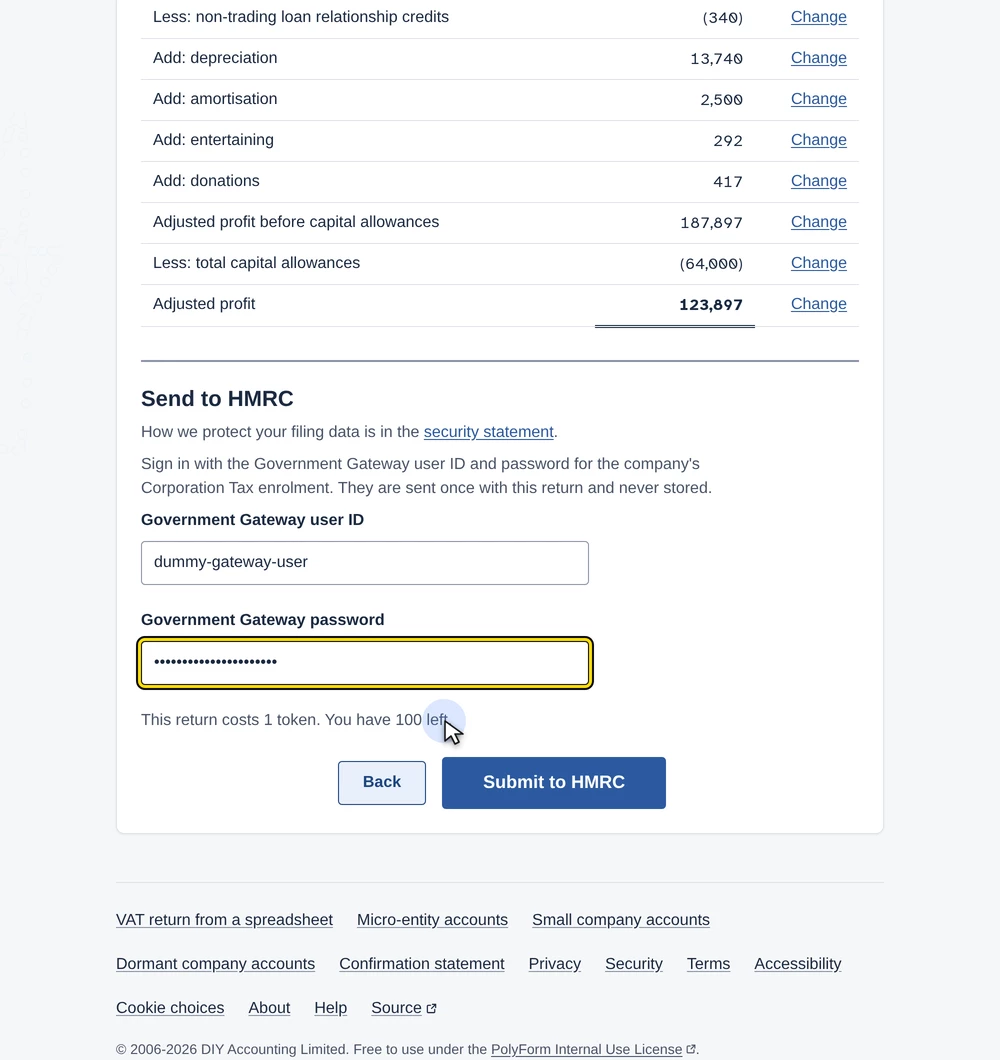 Less: non-trading loan relationship credits (340) Change
Add: depreciation 13,740 Change
Add: amortisation 2,500 Change
Add: entertaining 292 Change
Add: donations 417 Change
Adjusted profit before capital allowances 187,897 Change
Less: total capital allowances (64,000) Change
Adjusted profit 123,897 Change
Send to HMRC
How we protect your filing data is in the security statement.
Sign in with the Government Gateway user ID and password for the company's
Corporation Tax enrolment. They are sent once with this return and never stored.
Government Gateway user ID
dummy-gateway-user
Government Gateway password
••••••••••••••••••••••
This return costs 1 token. You have 100 left.
Back Submit to HMRC
VAT return from a spreadsheet Micro-entity accounts Small company accounts
Dormant company accounts Confirmation statement Privacy Security Terms Accessibility
Cookie choices About Help Source
© 2006-2026 DIY Accounting Limited. Free to use under the PolyForm Internal Use License.